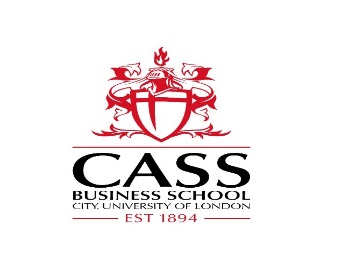 CASS
BUSINESS SCHOOL
CITY, UNIVERSITY OF LONDON
EST 1894